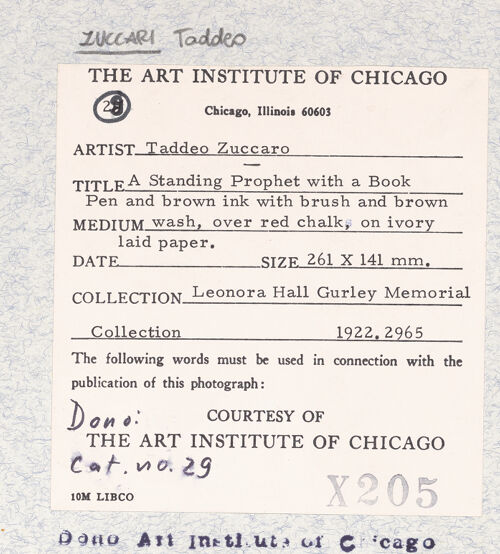 ZUCCARI Taddeo
THE ART INSTITUTE OF CHICAGO
Chicago, Illinois 60603
ARTIST Taddeo Zuccaro
TITLE A Standing Prophet with a Book
Pen and brown ink with brush and brown
MEDIUM wash, over red chalk, on ivory
laid paper.
DATE SIZE 261 X 141 mm.
COLLECTION Leonora Hall Gurley Memorial
Collection 1922.2965
The following words must be used in connection with the
publication of this photograph:
Dono: COURTESY OF
THE ART INSTITUTE OF CHICAGO
Cat. no. 29
10M LIBCO X205
Dono Art Institute of Chicago